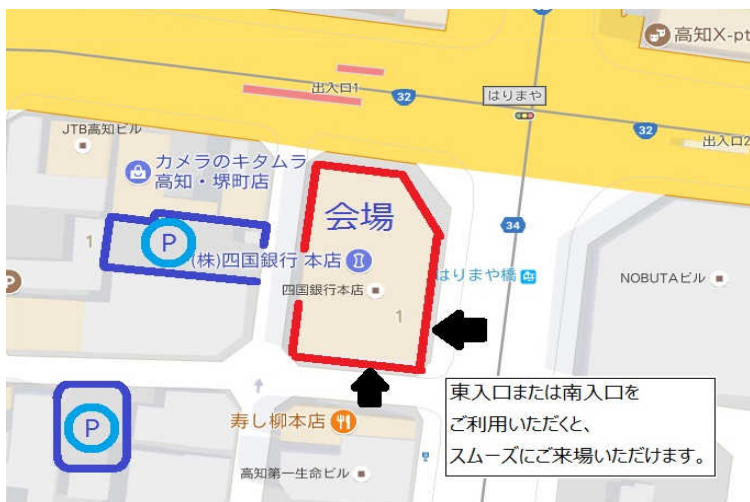 高知X-pt
出入口1
32
はりまや
32
出入口2
JTB高知ビル
カメラのキタムラ
高知・堺町店
会場
34
P
1
(株)四国銀行 本店
はりまや橋
NOBUTAビル
四国銀行本店
1
P
東入口または南入口を
ご利用いただくと、
スムーズにご来場いただけます。
P
寿し柳本店
高知第一生命ビル